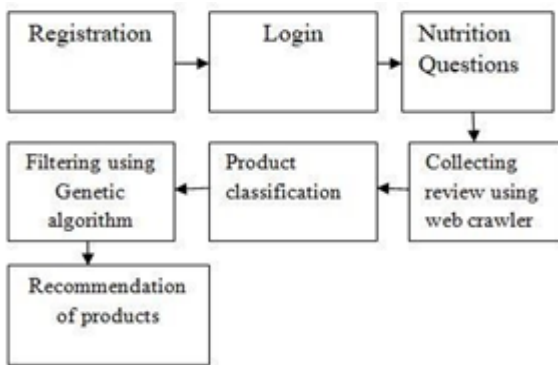 Registration
Login
Nutrition
Questions
Collecting
review using
web crawler
Product
classification
Filtering using
Genetic
algorithm
Recommendation
of products